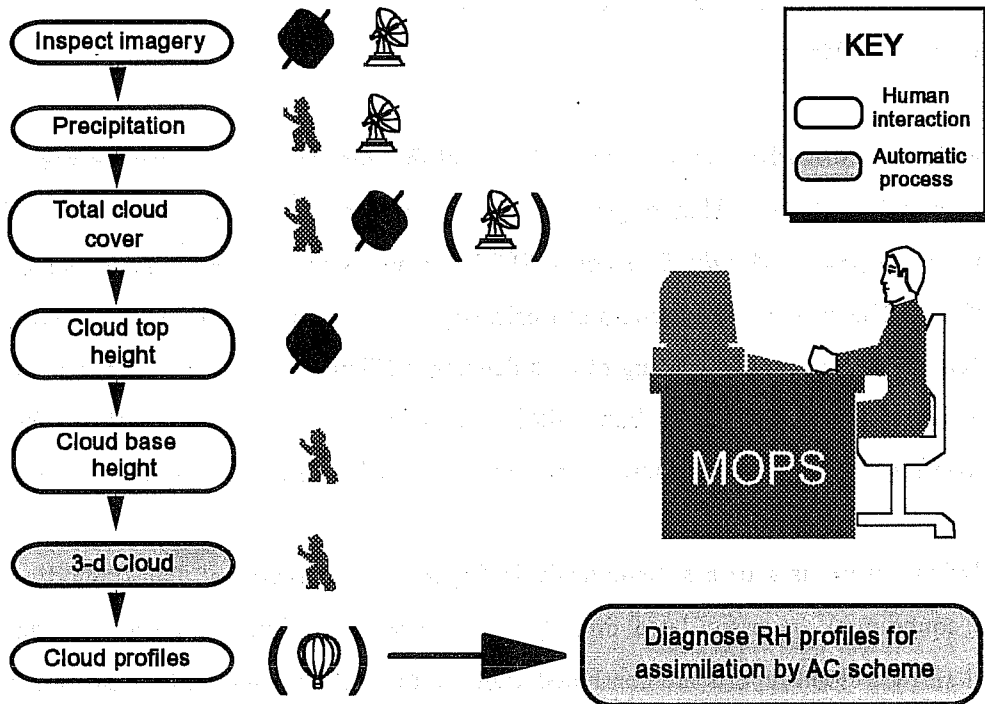 Inspect imagery
Precipitation
Total cloud
cover
Cloud top
height
Cloud base
height
3-d Cloud
Cloud profiles
KEY
Human
interaction
Automatic
process
MOPS
Diagnose RH profiles for
assimilation by AC scheme